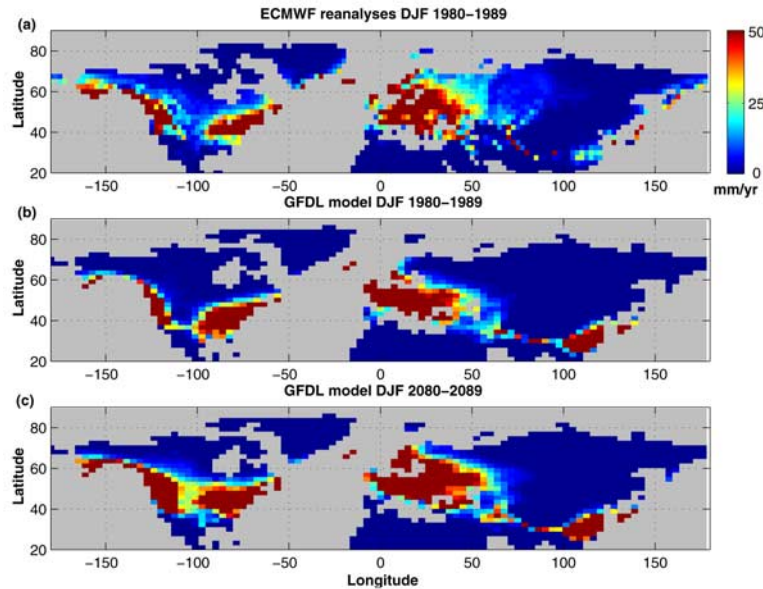 ECMWF reanalyses DJF 1980−1989
(a)
80
60
40
20
Latitude
−150 −100 −50 0 50 100 150
50
25
0
mm/yr
GFDL model DJF 1980−1989
(b)
80
60
40
20
Latitude
−150 −100 −50 0 50 100 150
GFDL model DJF 2080−2089
(c)
80
60
40
20
Latitude
−150 −100 −50 0 50 100 150
Longitude